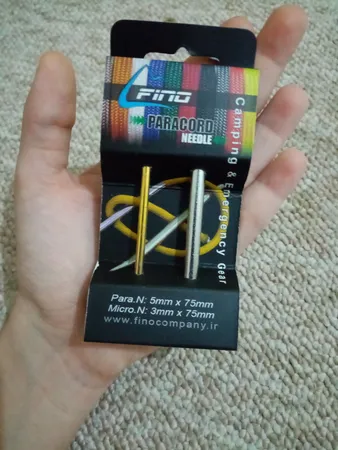 FINO
PARACORD
NEEDLE
Camping & Emergency Gear
Para.N: 5mm x 75mm
Micro.N: 3mm x 75mm
www.finocompany.ir